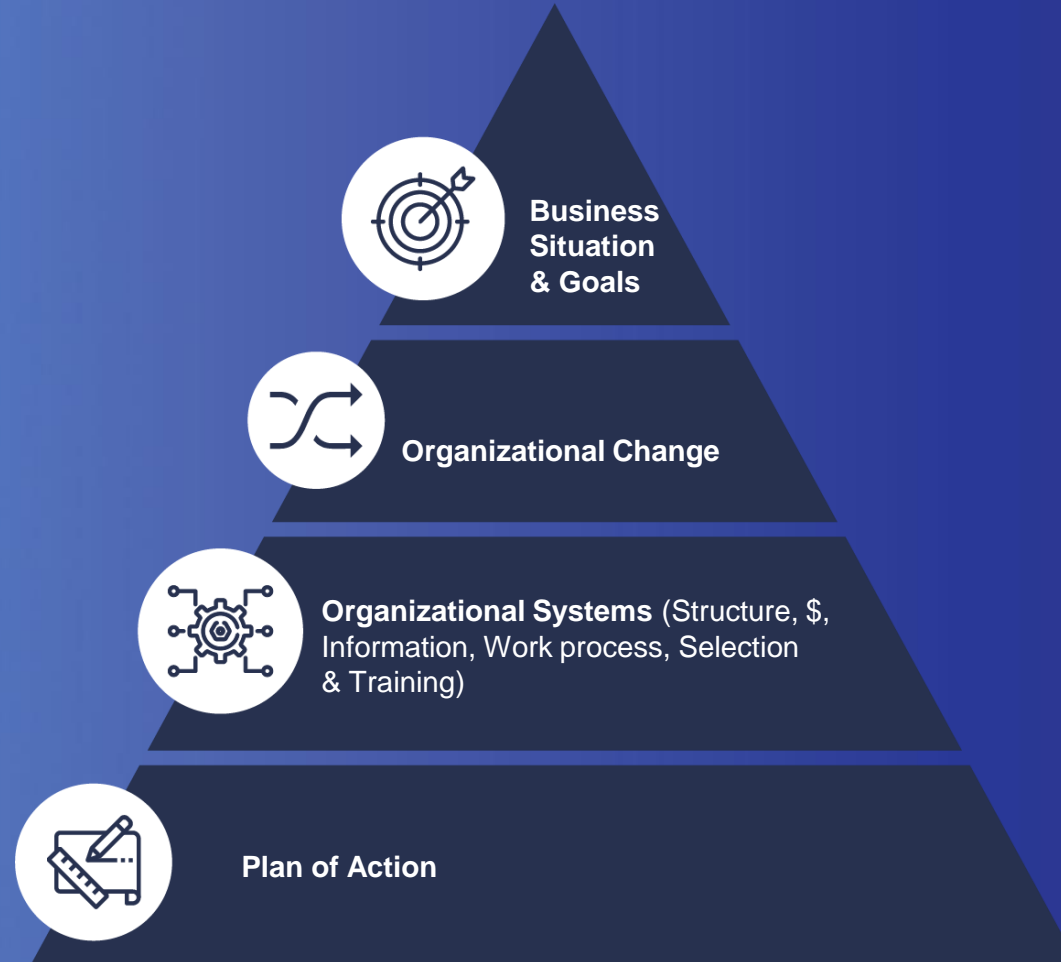 Business
Situation
& Goals
Organizational Change
Organizational Systems (Structure, $,
Information, Work process, Selection
& Training)
Plan of Action